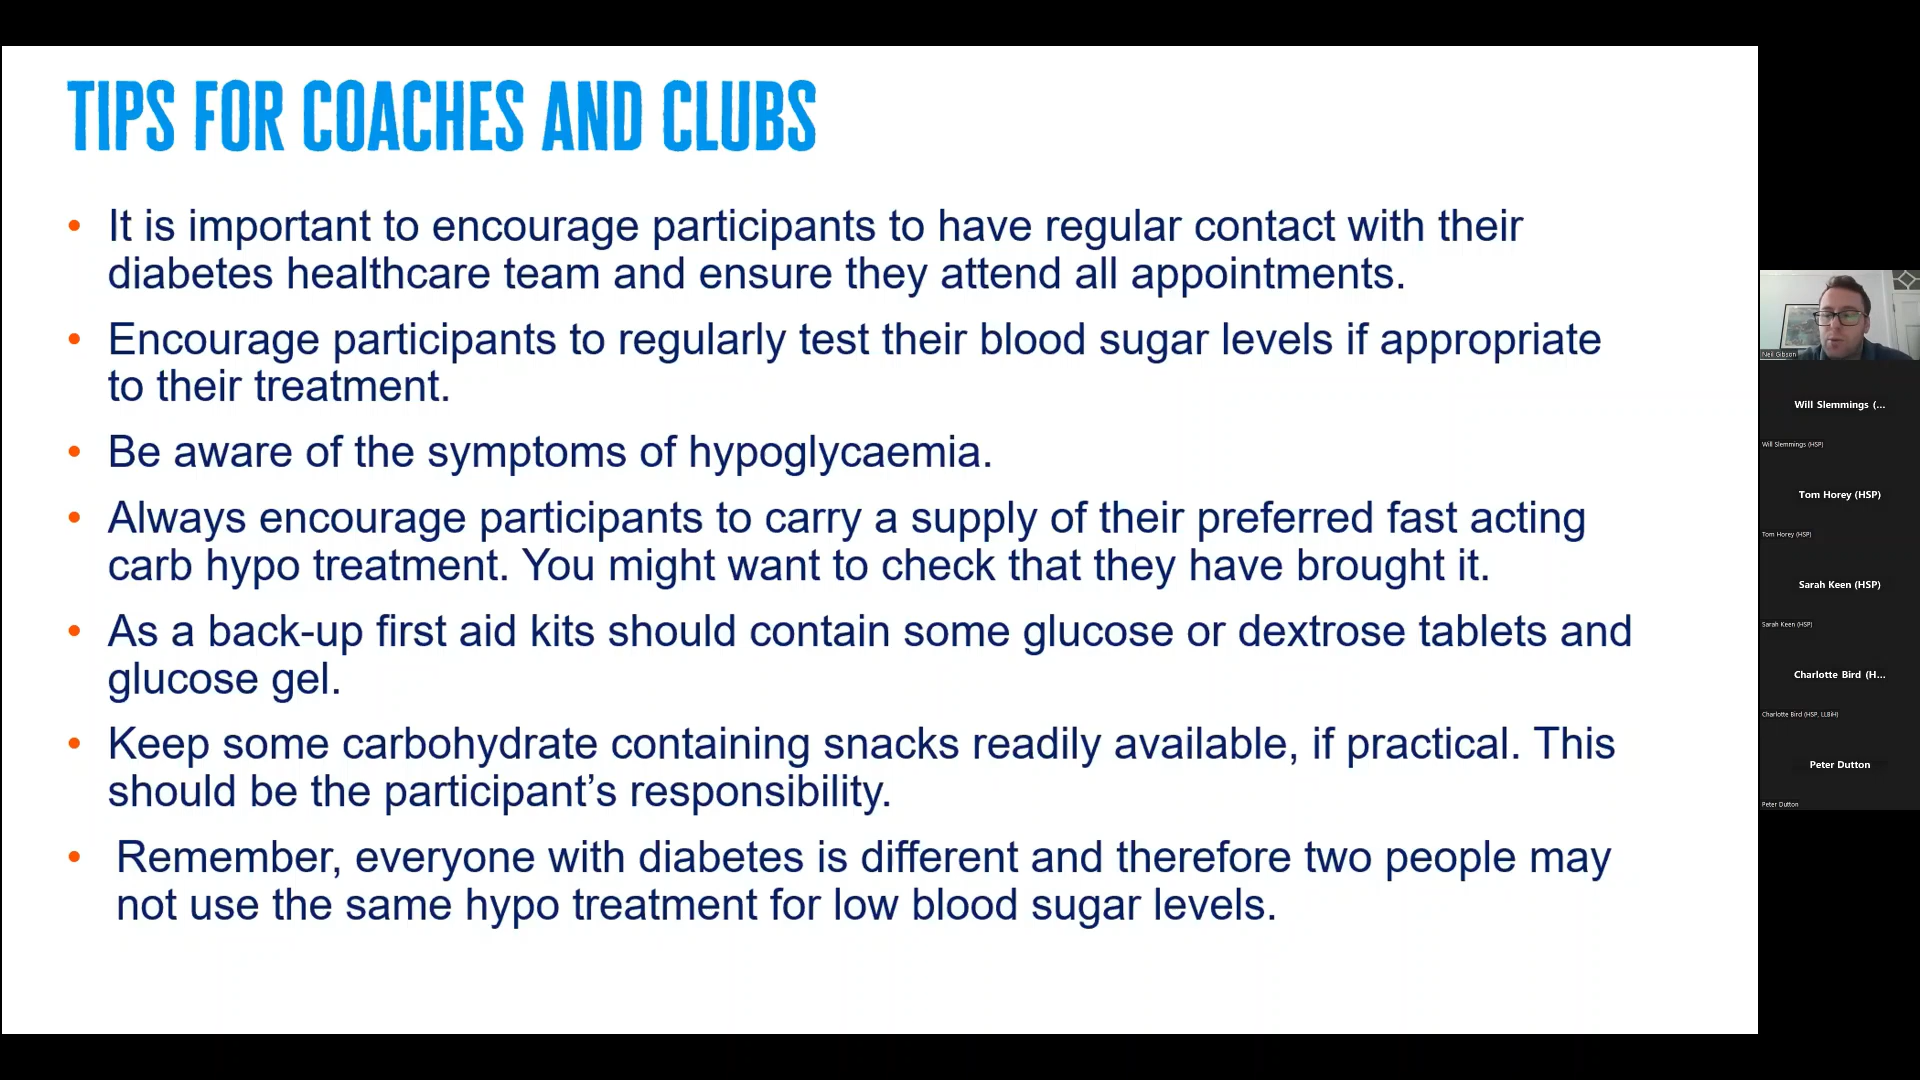 TIPS FOR COACHES AND CLUBS
• It is important to encourage participants to have regular contact with their
diabetes healthcare team and ensure they attend all appointments.
• Encourage participants to regularly test their blood sugar levels if appropriate
to their treatment.
• Be aware of the symptoms of hypoglycaemia.
• Always encourage participants to carry a supply of their preferred fast acting
carb hypo treatment. You might want to check that they have brought it.
• As a back-up first aid kits should contain some glucose or dextrose tablets and
glucose gel.
• Keep some carbohydrate containing snacks readily available, if practical. This
should be the participant’s responsibility.
• Remember, everyone with diabetes is different and therefore two people may
not use the same hypo treatment for low blood sugar levels.
Neil Gibson
Will Slemmings (...
Will Slemmings (HSP)
Tom Horey (HSP)
Tom Horey (HSP)
Sarah Keen (HSP)
Sarah Keen (HSP)
Charlotte Bird (H...
Charlotte Bird (HSP, LLBiH)
Peter Dutton
Peter Dutton